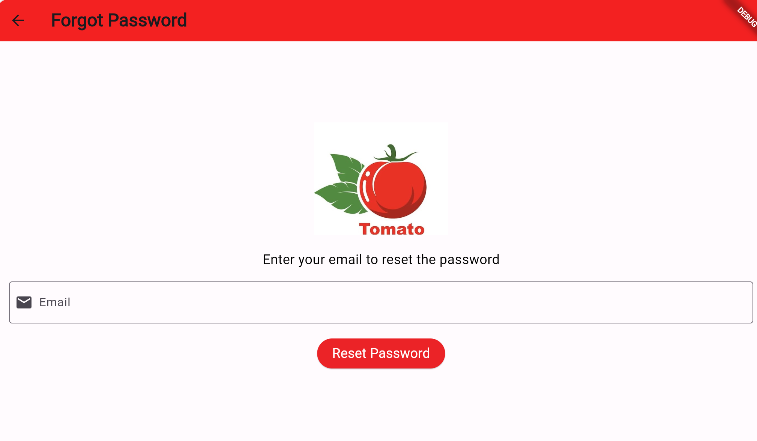 Forgot Password
DEBUG
Tomato
Enter your email to reset the password
Email
Reset Password